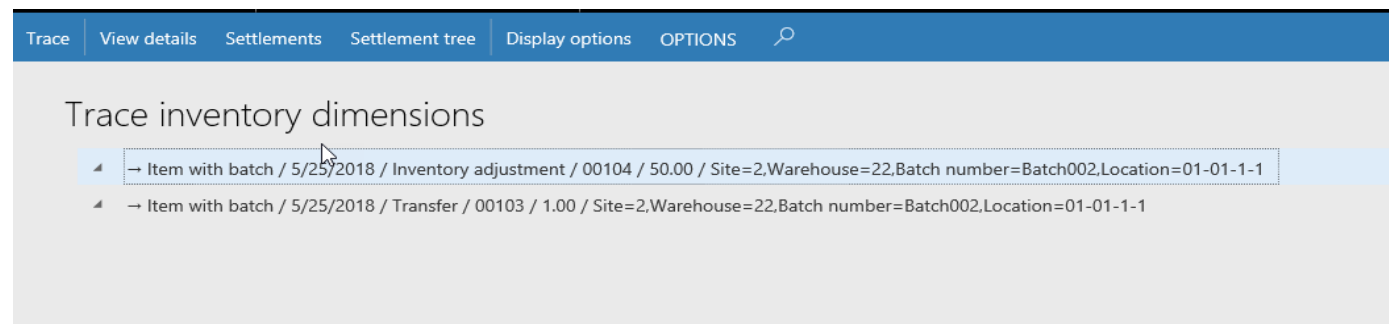 Trace View details Settlements Settlement tree Display options OPTIONS
Trace inventory dimensions
→ Item with batch / 5/25/2018 / Inventory adjustment / 00104 / 50.00 / Site=2,Warehouse=22,Batch number=Batch002,Location=01-01-1-1
→ Item with batch / 5/25/2018 / Transfer / 00103 / 1.00 / Site=2,Warehouse=22,Batch number=Batch002,Location=01-01-1-1